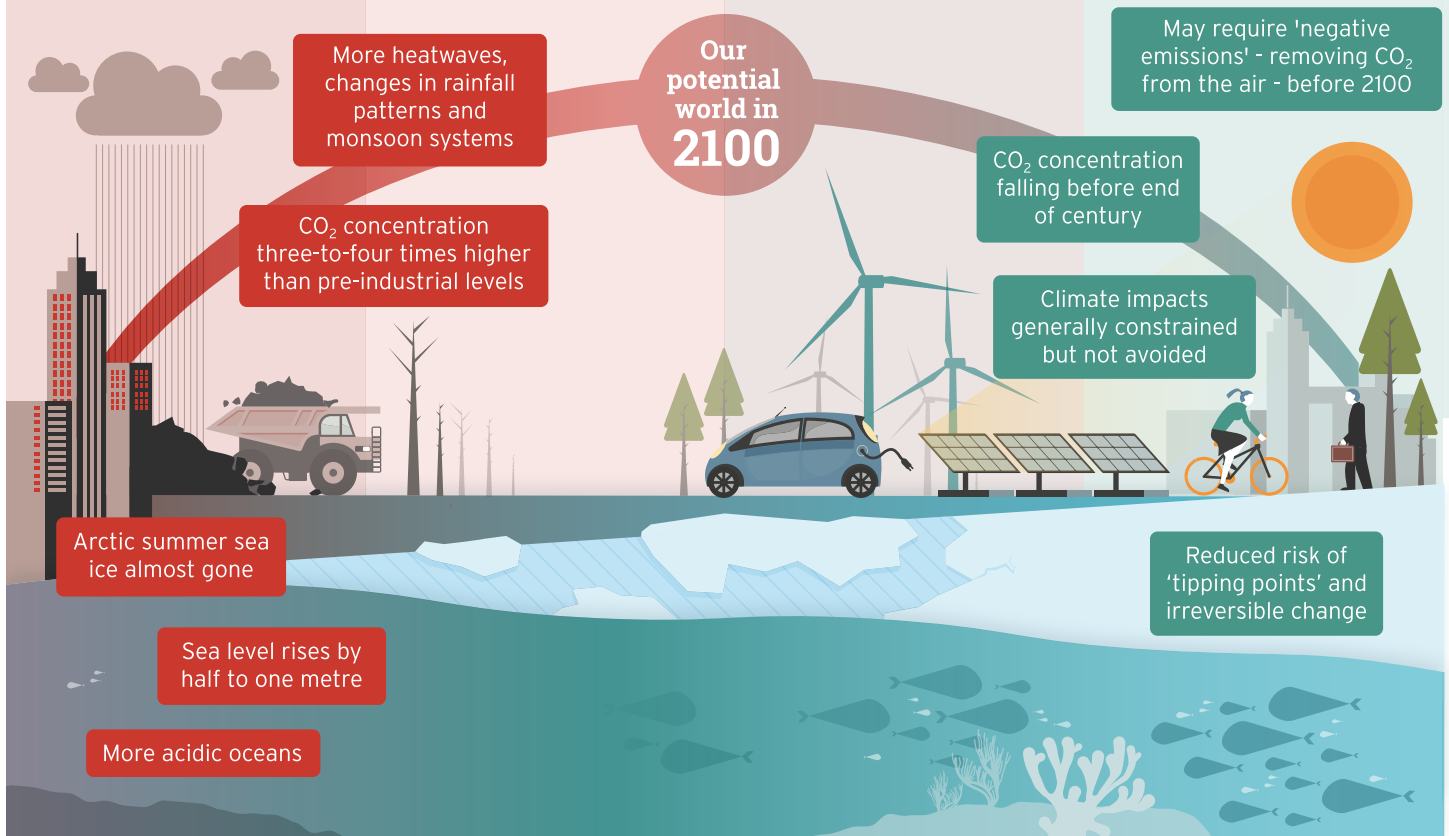 Our
potential
world in
2100
More heatwaves,
changes in rainfall
patterns and
monsoon systems
CO₂ concentration
three-to-four times higher
than pre-industrial levels
Arctic summer sea
ice almost gone
Sea level rises by
half to one metre
More acidic oceans
May require 'negative
emissions' - removing CO₂
from the air - before 2100
CO₂ concentration
falling before end
of century
Climate impacts
generally constrained
but not avoided
Reduced risk of
‘tipping points’ and
irreversible change